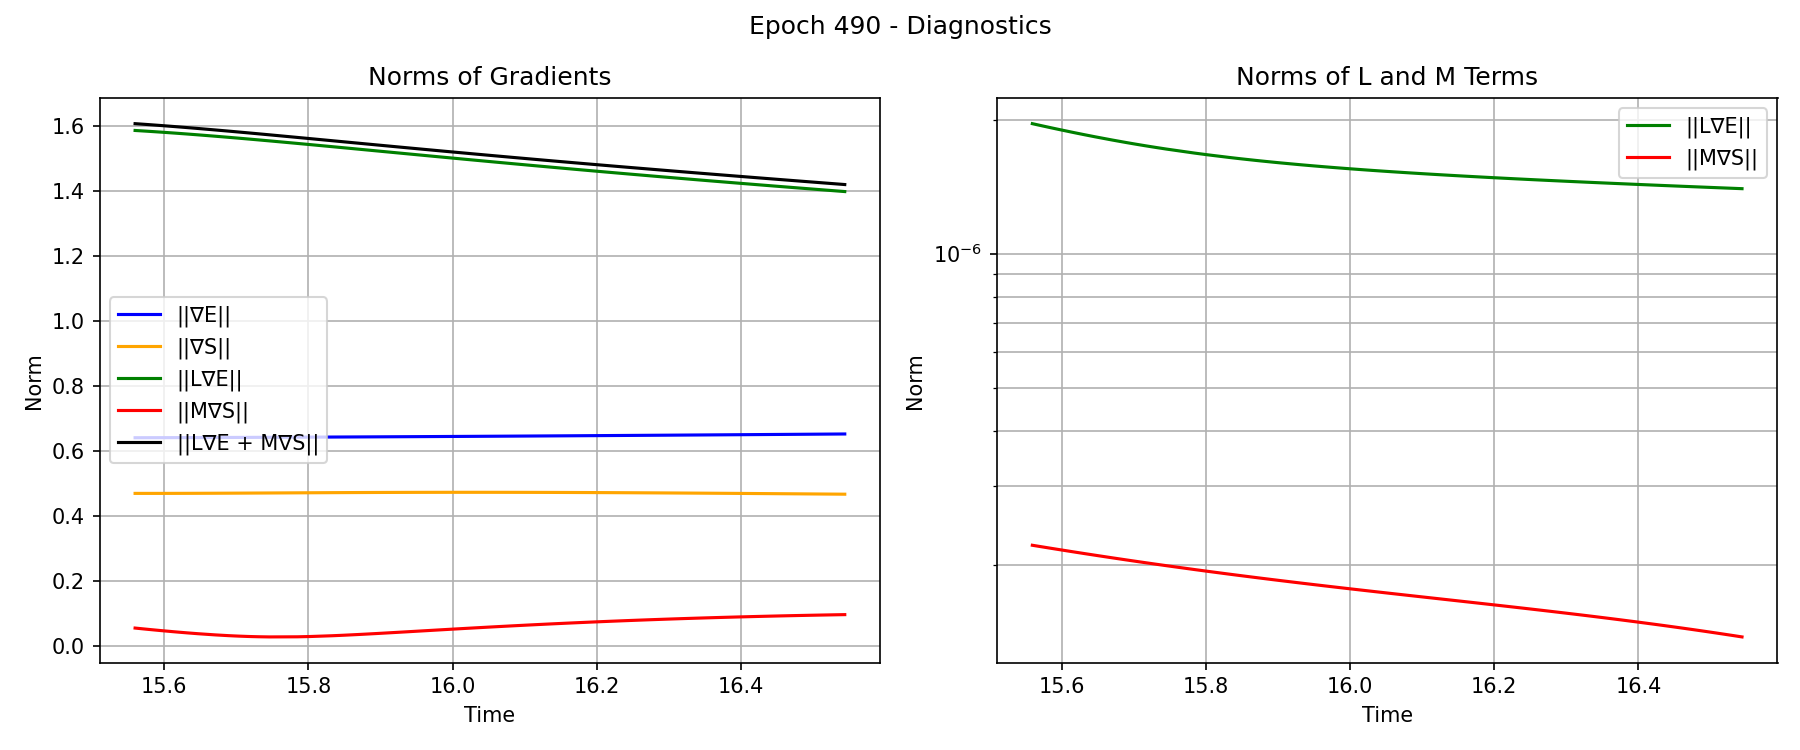 Epoch 490 - Diagnostics
Norms of Gradients
1.6
1.4
1.2
1.0
0.8
0.6
0.4
0.2
0.0
Norm
||∇E||
||∇S||
||L∇E||
||M∇S||
||L∇E + M∇S||
15.6 15.8 16.0 16.2 16.4
Time
Norms of L and M Terms
10⁻⁶
Norm
||L∇E||
||M∇S||
15.6 15.8 16.0 16.2 16.4
Time